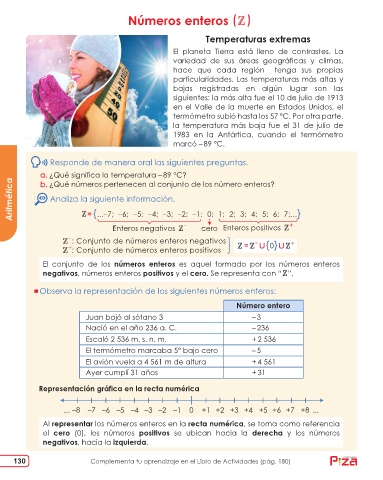 Números enteros (ℤ)
Temperaturas extremas
El planeta Tierra está lleno de contrastes. La
variedad de sus áreas geográficas y climas,
hace que cada región tenga sus propias
particularidades. Las temperaturas más altas y
bajas registradas en algún lugar son las
siguientes: la más alta fue el 10 de julio de 1913
en el Valle de la Muerte en Estados Unidos, el
termómetro subió hasta los 57 °C. Por otra parte,
la temperatura más baja fue el 31 de julio de
1983 en la Antártica, cuando el termómetro
marcó –89 °C.
Responde de manera oral las siguientes preguntas.
a. ¿Qué significa la temperatura –89 °C?
b. ¿Qué números pertenecen al conjunto de los número enteros?
Aritmética
Analiza la siguiente información.
ℤ = {...–7; –6; –5; –4; –3; –2; –1; 0; 1; 2; 3; 4; 5; 6; 7;...}
Enteros negativos ℤ⁻ cero Enteros positivos ℤ⁺
ℤ⁻: Conjunto de números enteros negativos
ℤ⁺: Conjunto de números enteros positivos
ℤ = ℤ⁻ ∪ {0} ∪ ℤ⁺
El conjunto de los números enteros es aquel formado por los números enteros
negativos, números enteros positivos y el cero. Se representa con “ℤ”.
Observa la representación de los siguientes números enteros:
Número entero
Juan bajó al sótano 3 –3
Nació en el año 236 a. C. –236
Escaló 2 536 m. s. n. m. +2 536
El termómetro marcaba 5° bajo cero –5
El avión vuela a 4 561 m de altura +4 561
Ayer cumplí 31 años +31
Representación gráfica en la recta numérica
... –8 –7 –6 –5 –4 –3 –2 –1 0 +1 +2 +3 +4 +5 +6 +7 +8 ...
Al representar los números enteros en la recta numérica, se toma como referencia
el cero (0), los números positivos se ubican hacia la derecha y los números
negativos, hacia la izquierda.
130
Complementa tu aprendizaje en el Libro de Actividades (pág. 180)
Piza